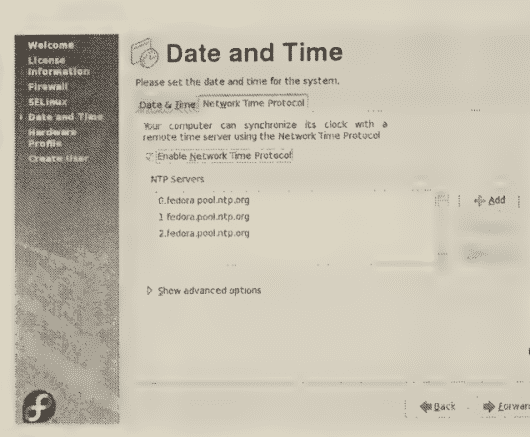 Welcome
License
Information
Firewall
SELinux
Date and Time
Hardware
Profile
Create User
Date and Time
Please set the date and time for the system.
Date & Time Network Time Protocol
Your computer can synchronize its clock with a
remote time server using the Network Time Protocol
Enable Network Time Protocol
NTP Servers
0.fedora.pool.ntp.org
1.fedora.pool.ntp.org
2.fedora.pool.ntp.org
Add
Show advanced options
Back
Forwar